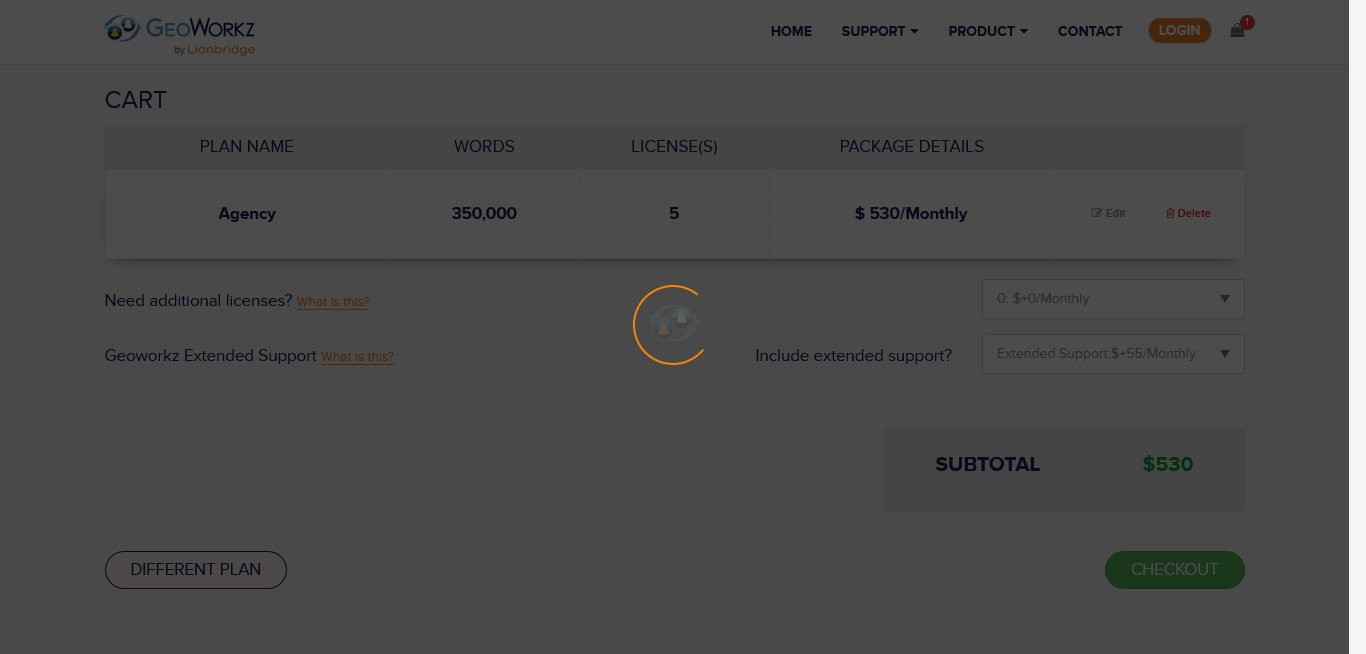 GEOWORKZ
by Lionbridge
HOME SUPPORT PRODUCT CONTACT LOGIN 1
CART
PLAN NAME WORDS LICENSE(S) PACKAGE DETAILS
Agency 350,000 5 $ 530/Monthly Edit Delete
Need additional licenses? What is this? 0: $+0/Monthly
Geoworkz Extended Support What is this? Include extended support? Extended Support:$+55/Monthly
SUBTOTAL $530
DIFFERENT PLAN CHECKOUT